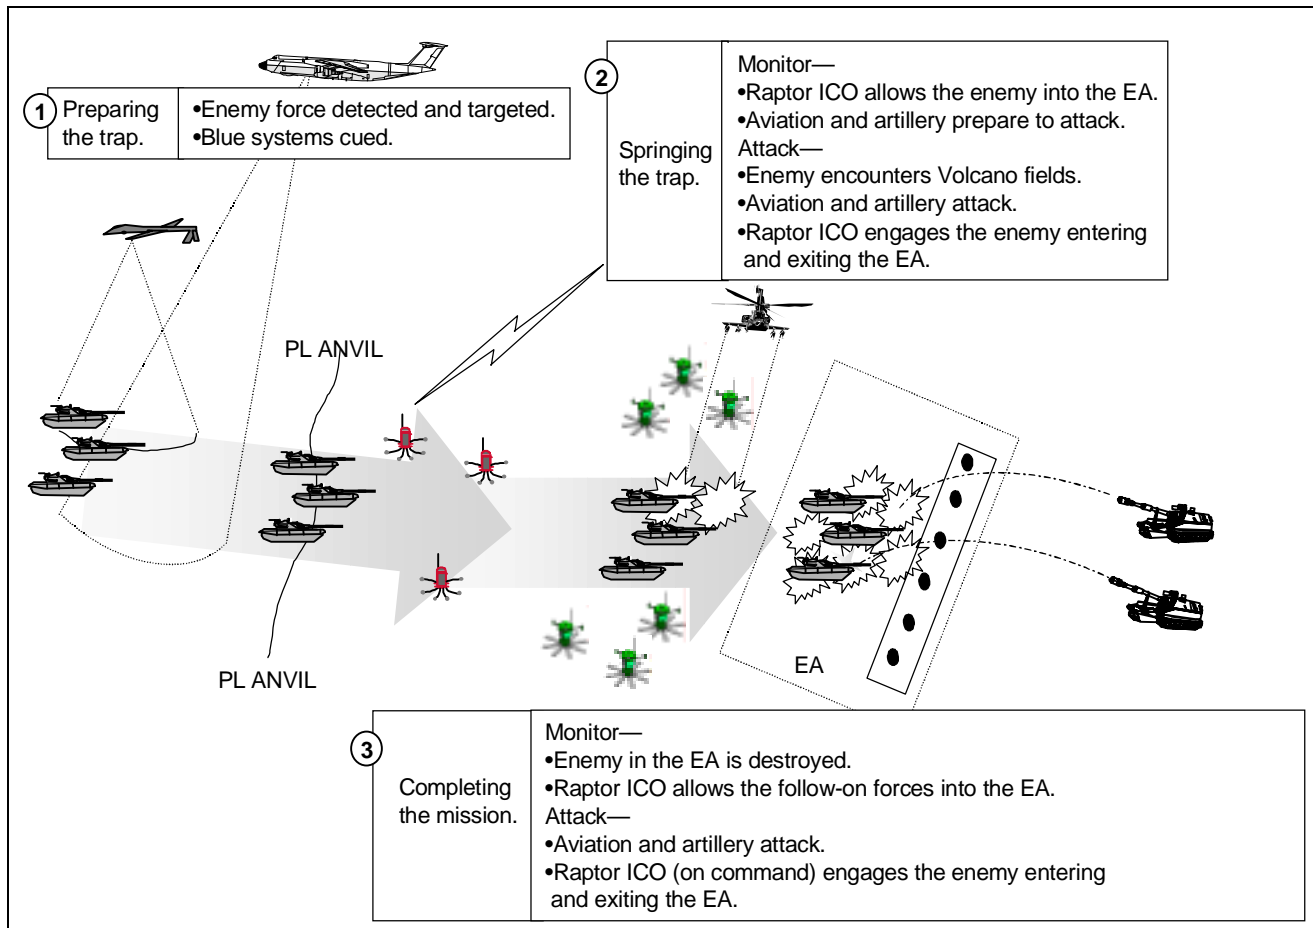 1
Preparing
the trap.
•Enemy force detected and targeted.
•Blue systems cued.
2
Springing
the trap.
Monitor—
•Raptor ICO allows the enemy into the EA.
•Aviation and artillery prepare to attack.
Attack—
•Enemy encounters Volcano fields.
•Aviation and artillery attack.
•Raptor ICO engages the enemy entering
and exiting the EA.
PL ANVIL
EA
PL ANVIL
3
Completing
the mission.
Monitor—
•Enemy in the EA is destroyed.
•Raptor ICO allows the follow-on forces into the EA.
Attack—
•Aviation and artillery attack.
•Raptor ICO (on command) engages the enemy entering
and exiting the EA.